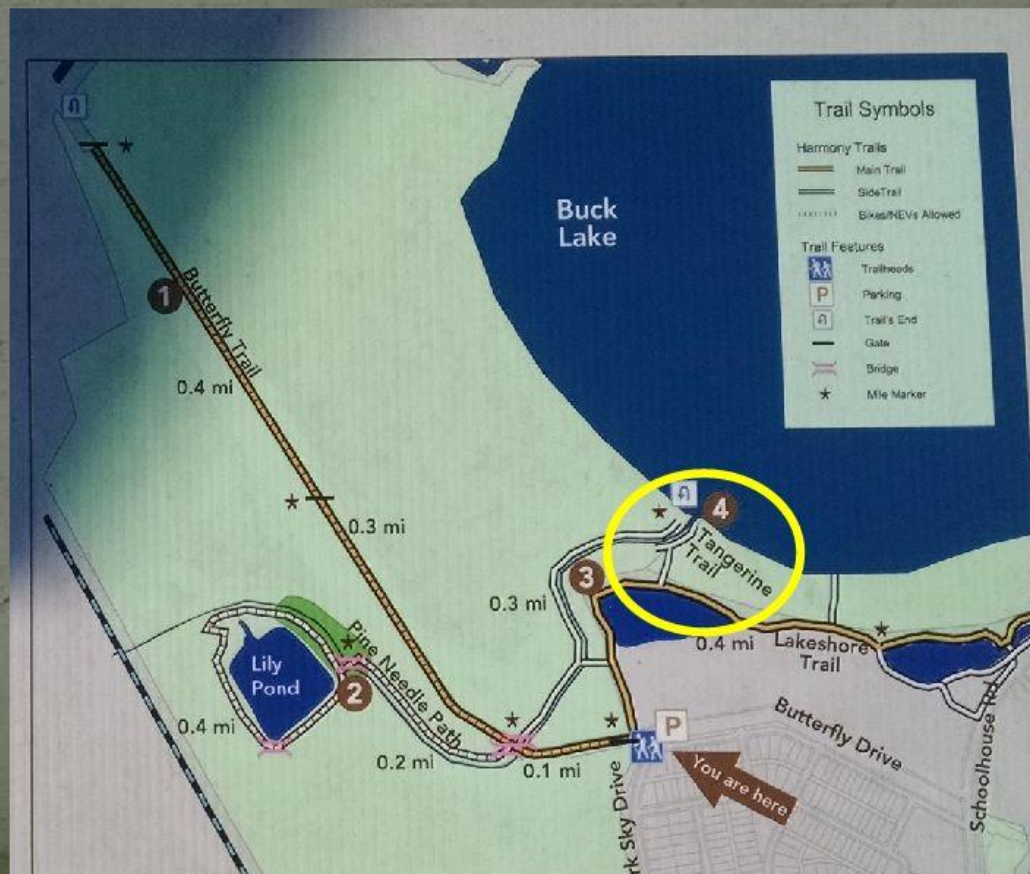 Buck
Lake
Trail Symbols
Harmony Trails
Main Trail
SideTrail
Bikes/NEVs Allowed
Trail Features
Trailheads
P
Parking
Trail's End
Gate
Bridge
Mile Marker
1
Butterfly Trail
0.4 mi
0.3 mi
4
Tangerine
Trail
3
0.3 mi
0.4 mi
Lakeshore
Trail
Pine Needle Path
Lily
Pond
2
0.4 mi
0.2 mi
0.1 mi
P
You are here
Butterfly Drive
Schoolhouse
Sky Drive